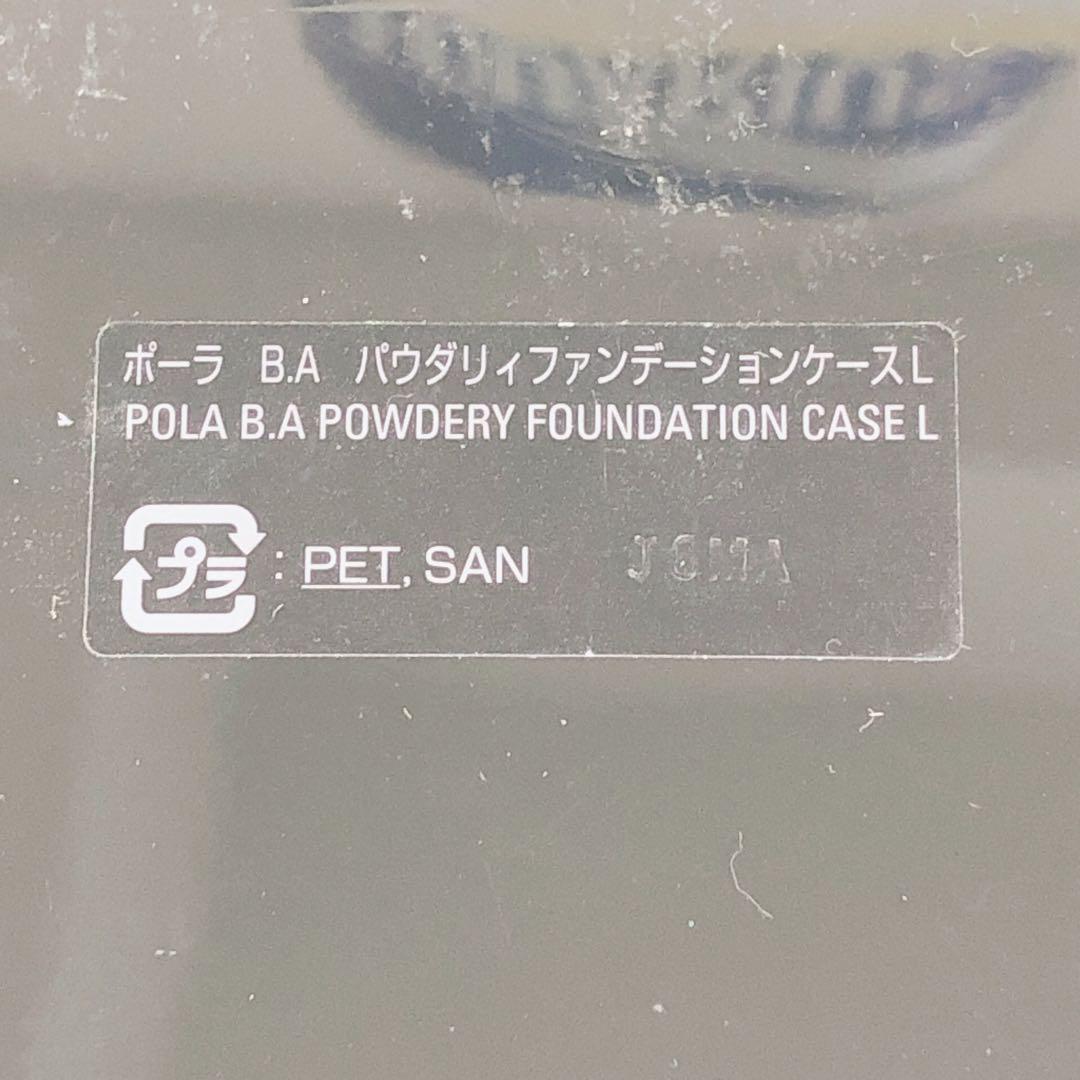 ポーラ B.A パウダリィファンデーションケースL
POLA B.A POWDERY FOUNDATION CASE L
プラ : PET, SAN